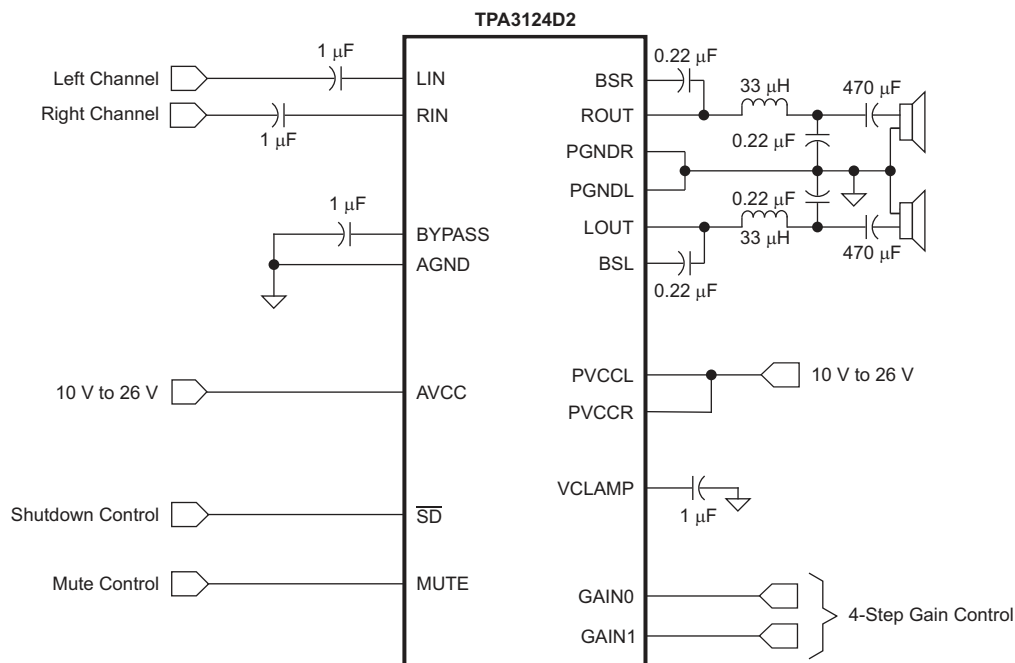 TPA3124D2
1 μF
Left Channel
LIN
Right Channel
RIN
1 μF
1 μF
BYPASS
AGND
10 V to 26 V
AVCC
Shutdown Control
SD
Mute Control
MUTE
0.22 μF
BSR
33 μH
470 μF
ROUT
0.22 μF
PGNDR
PGNDL
0.22 μF
LOUT
33 μH
470 μF
BSL
0.22 μF
PVCCL
10 V to 26 V
PVCCR
VCLAMP
1 μF
GAIN0
4-Step Gain Control
GAIN1